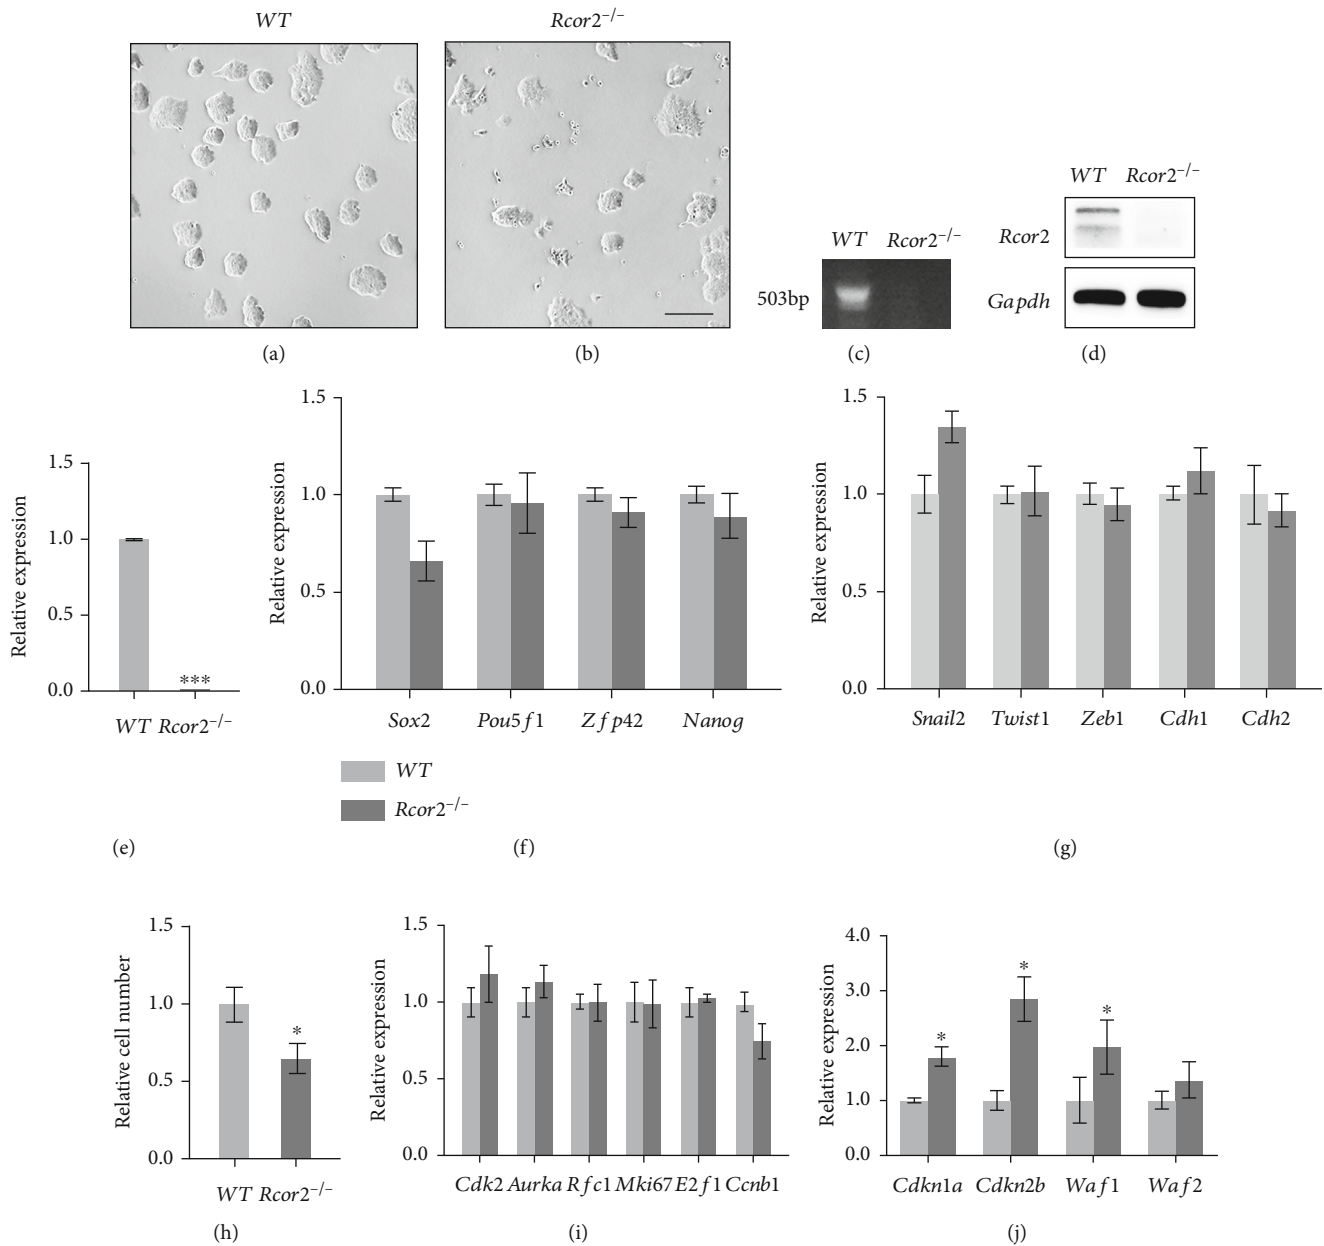 WT
Rcor2−/−
(a)
(b)
WT Rcor2−/−
503bp
(c)
WT Rcor2−/−
Rcor2
Gapdh
(d)
Relative expression
1.5
1.0
0.5
0.0
***
WT Rcor2−/−
(e)
Relative expression
1.5
1.0
0.5
0.0
Sox2 Pou5f1 Zfp42 Nanog
WT
Rcor2−/−
(f)
Relative expression
1.5
1.0
0.5
0.0
Snail2 Twist1 Zeb1 Cdh1 Cdh2
(g)
Relative cell number
1.5
1.0
0.5
0.0
*
WT Rcor2−/−
(h)
Relative expression
1.5
1.0
0.5
0.0
Cdk2 Aurka Rfc1 Mki67 E2f1 Ccnb1
(i)
Relative expression
4.0
3.0
2.0
1.0
0.0
* * *
Cdkn1a Cdkn2b Waf1 Waf2
(j)